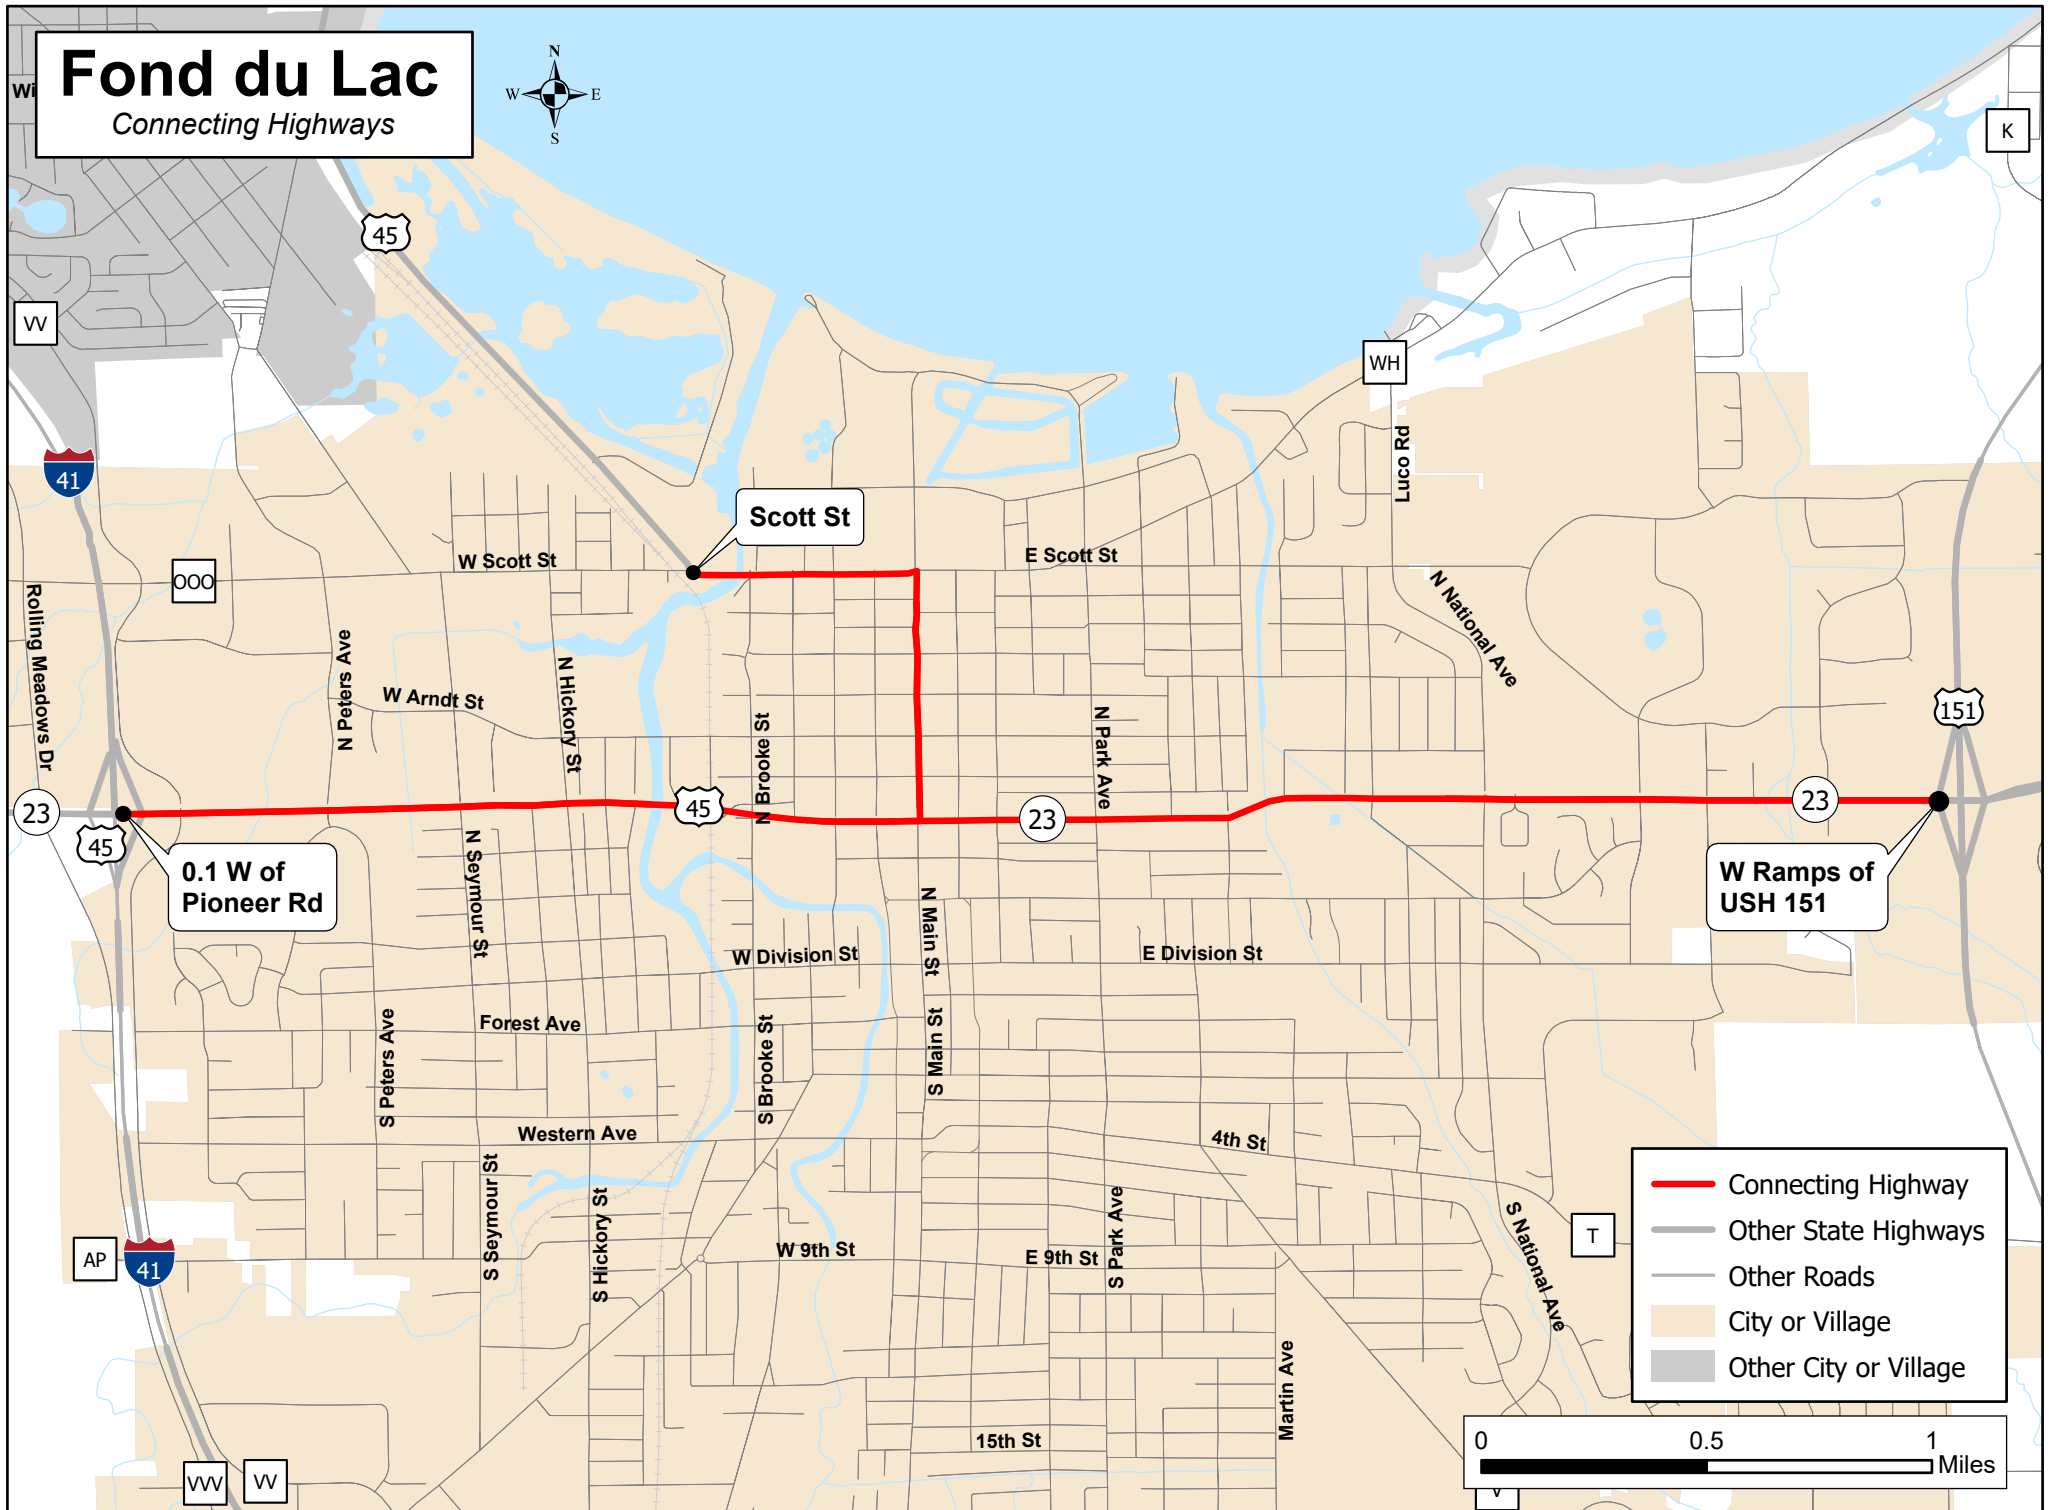 Fond du Lac
Connecting Highways
Wi
N
W
E
S
K
45
VV
WH
41
Luco Rd
Scott St
W Scott St
E Scott St
OOO
N National Ave
Rolling Meadows Dr
N Peters Ave
W Arndt St
N Hickory St
N Brooke St
N Park Ave
151
23
45
45
23
23
0.1 W of
Pioneer Rd
N Seymour St
W Ramps of
USH 151
N Main St
W Division St
E Division St
Forest Ave
S Peters Ave
S Brooke St
S Main St
Western Ave
4th St
S Seymour St
S Hickory St
W 9th St
E 9th St
S Park Ave
S National Ave
T
AP
41
Martin Ave
15th St
VVV
VV
V
Connecting Highway
Other State Highways
Other Roads
City or Village
Other City or Village
0
0.5
1
Miles